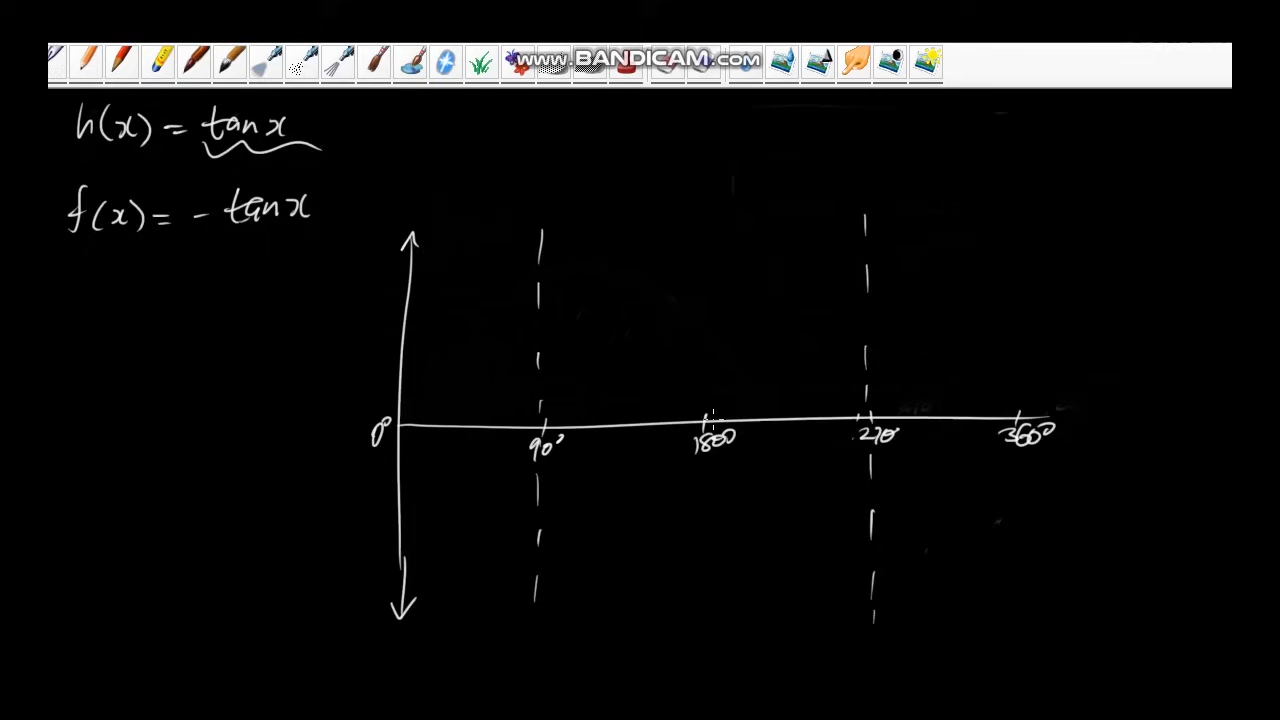 www.BANDICAM.com
h(x) = tan x
f(x) = - tan x
0° 90° 180° 270° 360°